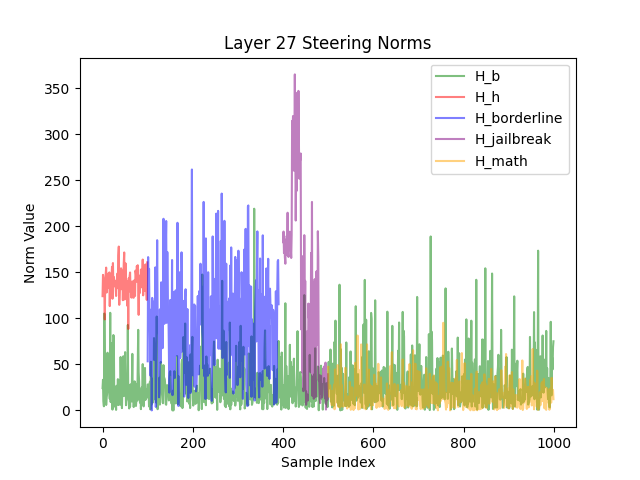 Layer 27 Steering Norms
Norm Value
350
300
250
200
150
100
50
0
H_b
H_h
H_borderline
H_jailbreak
H_math
0
200
400
600
800
1000
Sample Index